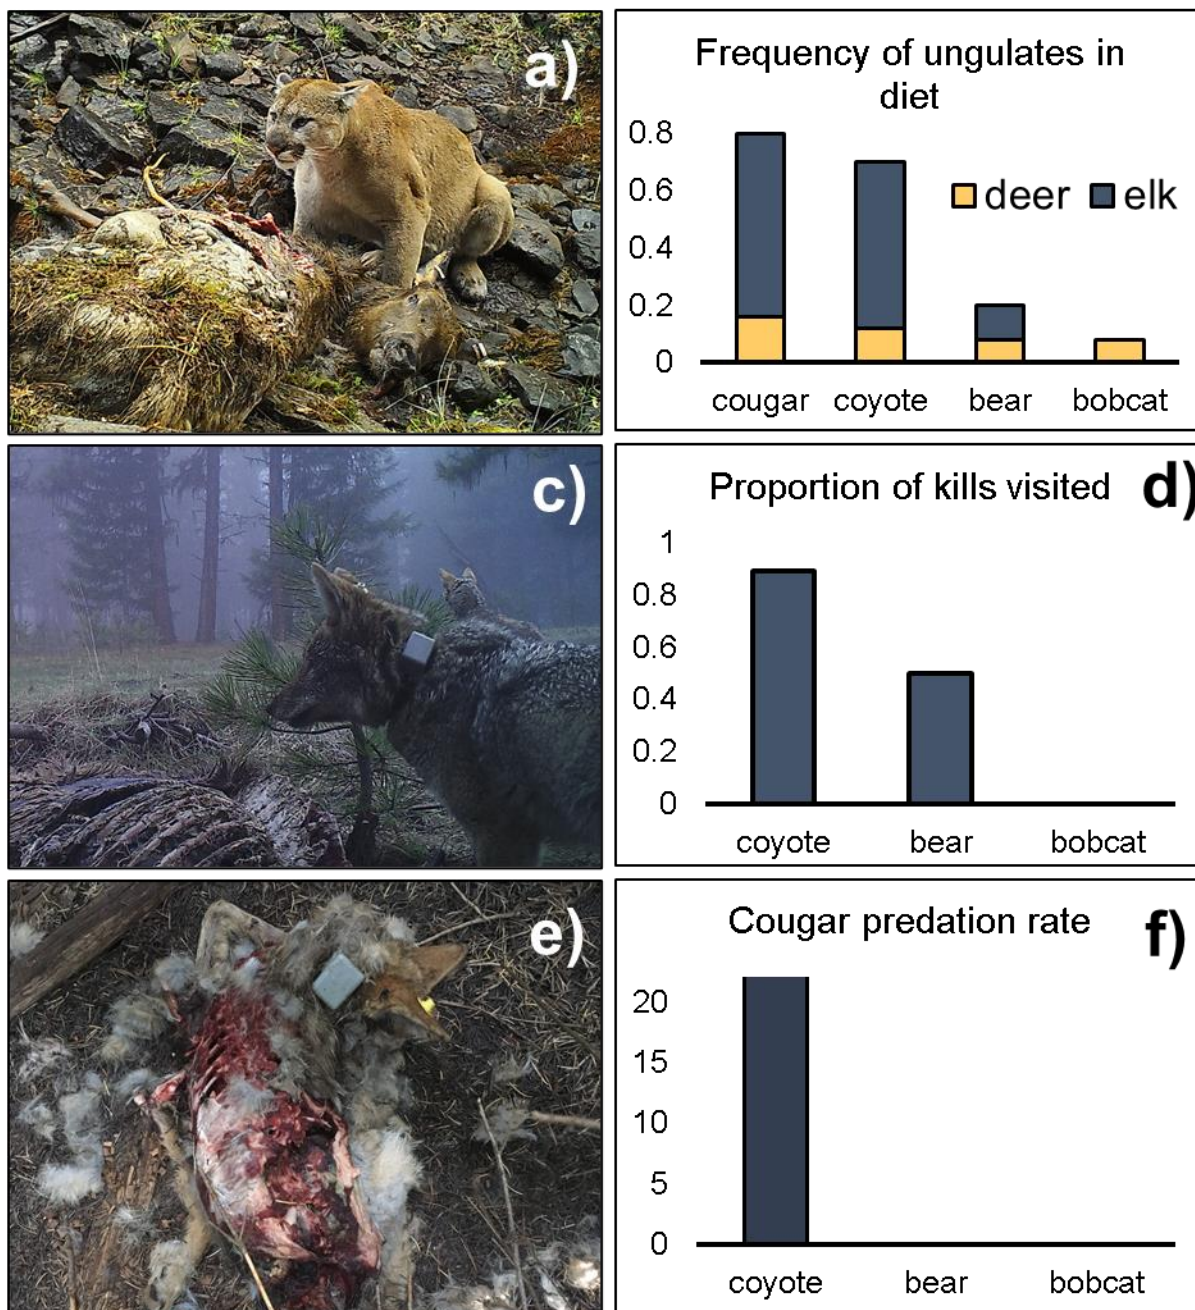 a)
Frequency of ungulates in
diet
0.8
0.6
0.4
0.2
0
deer elk
cougar coyote bear bobcat
c)
Proportion of kills visited
d)
1
0.8
0.6
0.4
0.2
0
coyote bear bobcat
e)
Cougar predation rate
f)
20
15
10
5
0
coyote bear bobcat